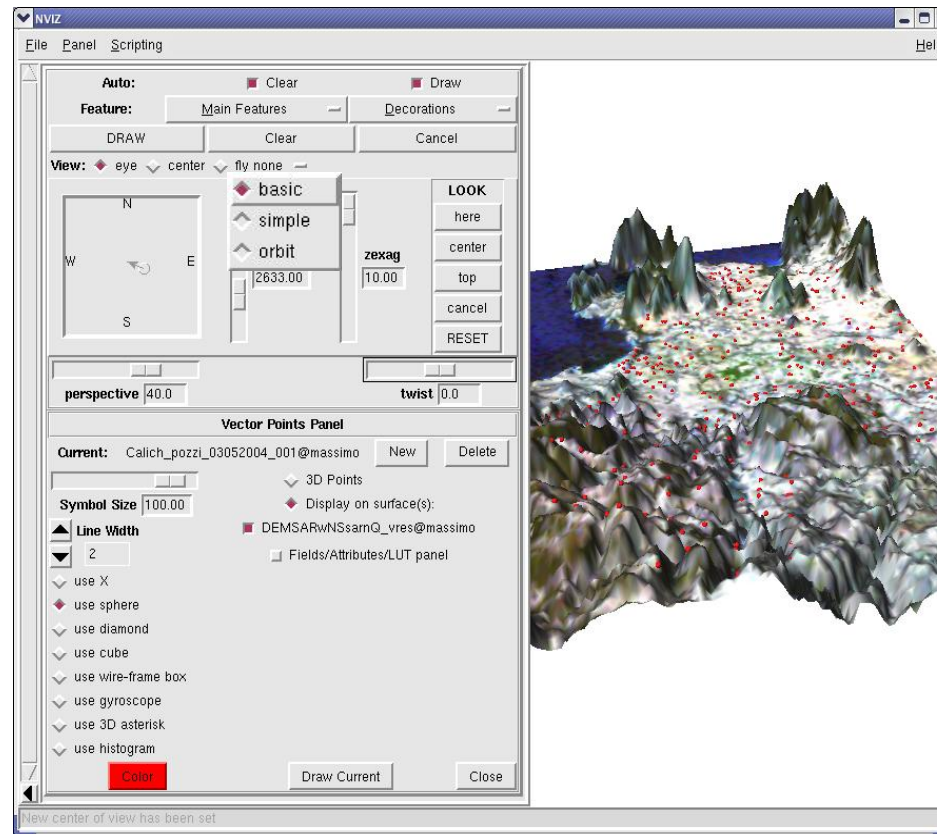 NVIZ
File Panel Scripting Hel
Auto: Clear Draw
Feature: Main Features Decorations
DRAW Clear Cancel
View: eye center fly none
basic
simple
orbit
N
W E
S
2633.00
zexag
10.00
LOOK
here
center
top
cancel
RESET
perspective 40.0 twist 0.0
Vector Points Panel
Current: Calich_pozzi_03052004_001@massimo New Delete
3D Points
Symbol Size 100.00 Display on surface(s):
Line Width DEMSARwNSsarnQ_vres@massimo
2 Fields/Attributes/LUT panel
use X
use sphere
use diamond
use cube
use wire-frame box
use gyroscope
use 3D asterisk
use histogram
Color Draw Current Close
New center of view has been set